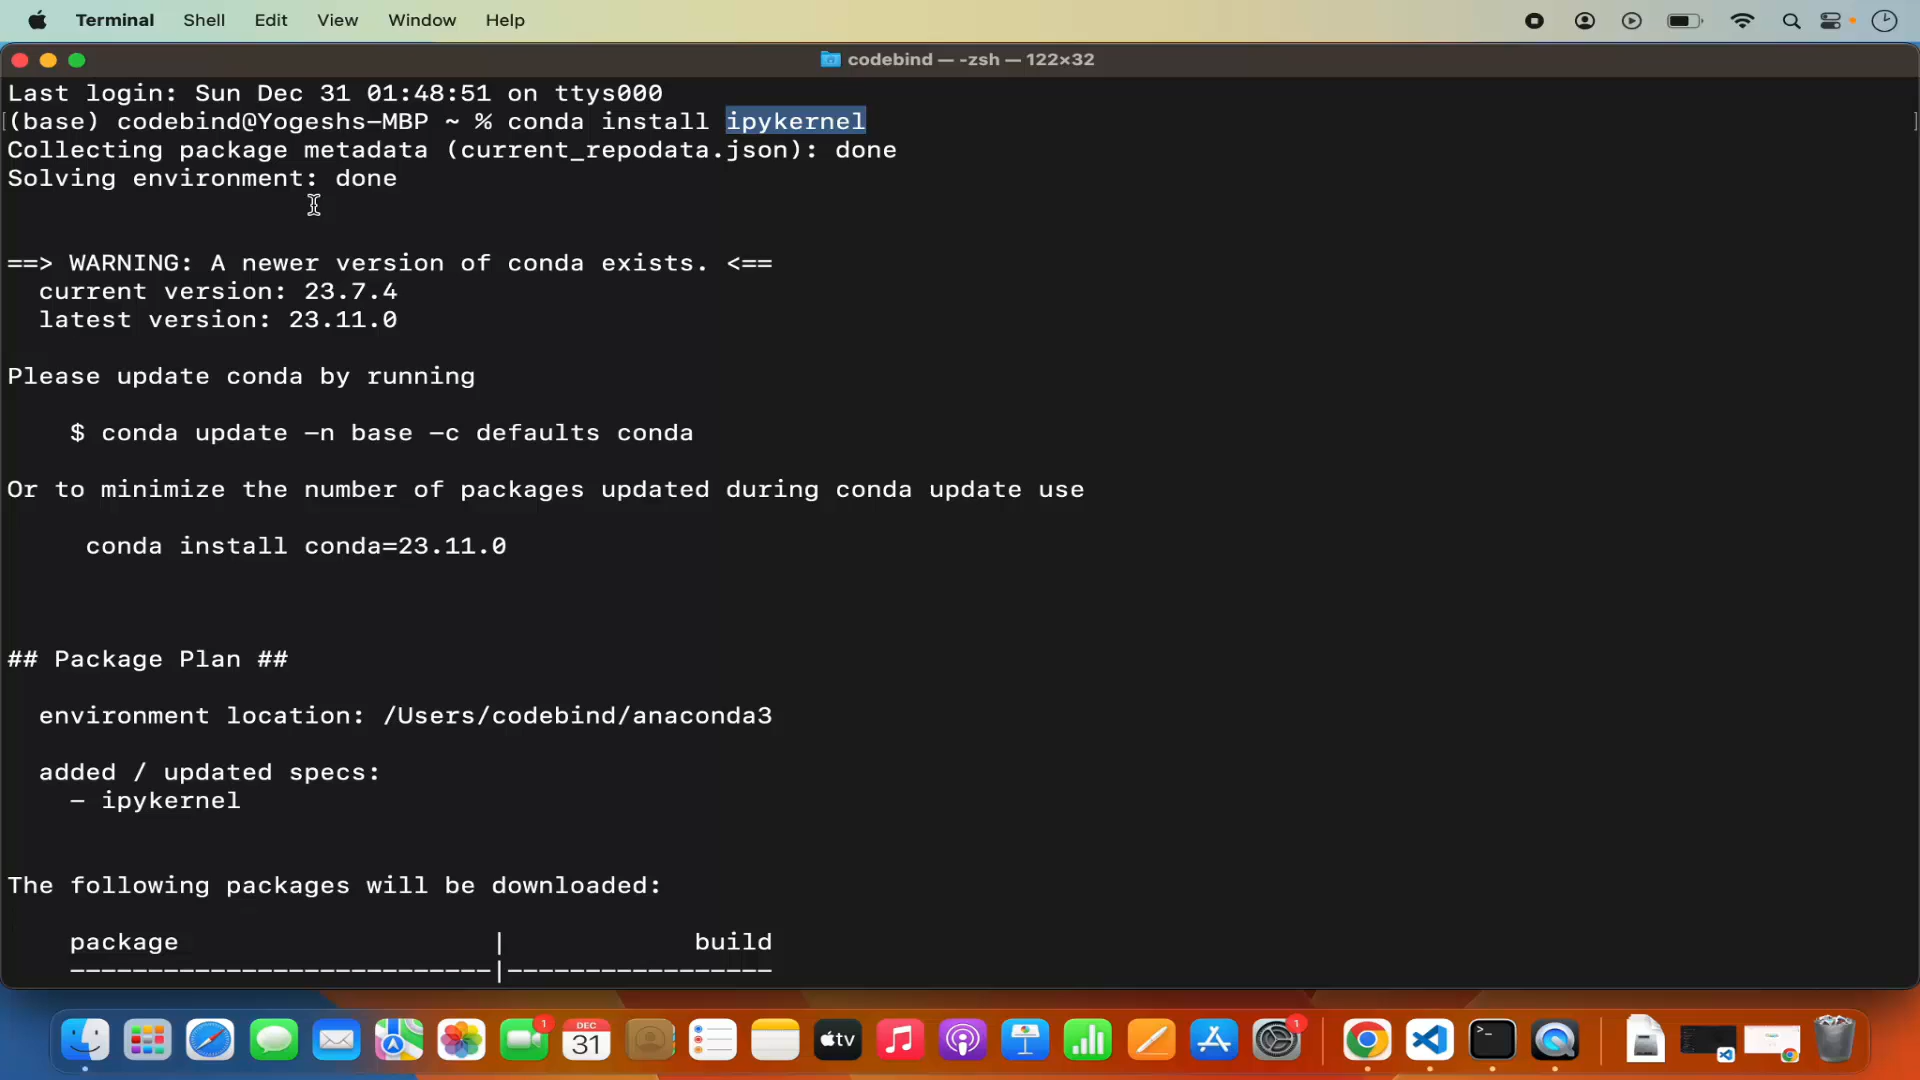 Terminal Shell Edit View Window Help
codebind — -zsh — 122×32
Last login: Sun Dec 31 01:48:51 on ttys000
(base) codebind@Yogeshs-MBP ~ % conda install ipykernel
Collecting package metadata (current_repodata.json): done
Solving environment: done
==> WARNING: A newer version of conda exists. <==
current version: 23.7.4
latest version: 23.11.0
Please update conda by running
$ conda update -n base -c defaults conda
Or to minimize the number of packages updated during conda update use
conda install conda=23.11.0
## Package Plan ##
environment location: /Users/codebind/anaconda3
added / updated specs:
- ipykernel
The following packages will be downloaded:
package | build
---------------------------|-----------------
1 DEC 31 tv 1